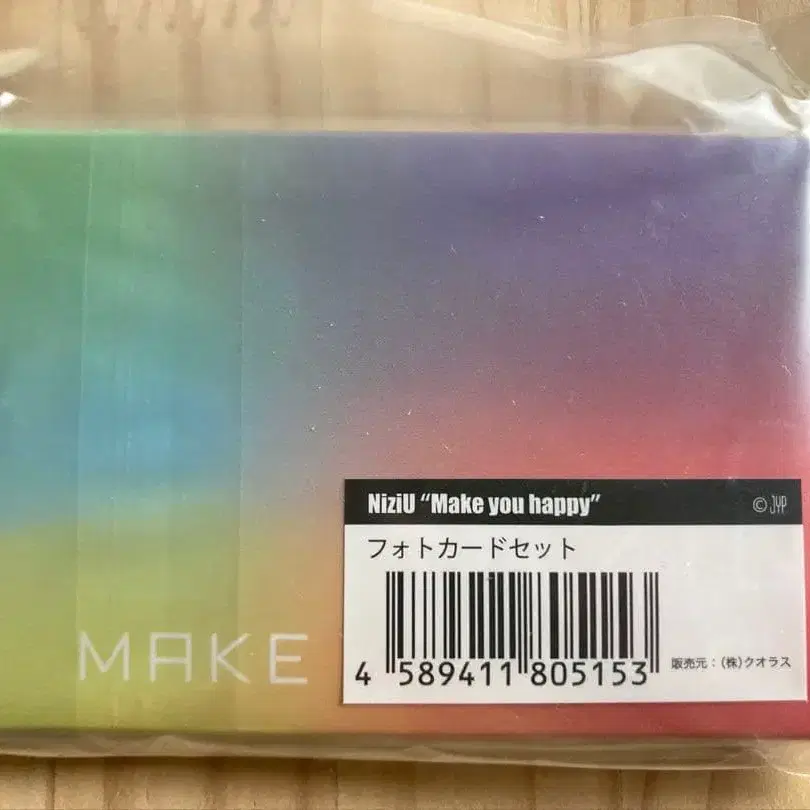 NiziU “Make you happy”
© JYP
フォトカードセット
4 589411 805153
販売元：(株)クオラス
MAKE